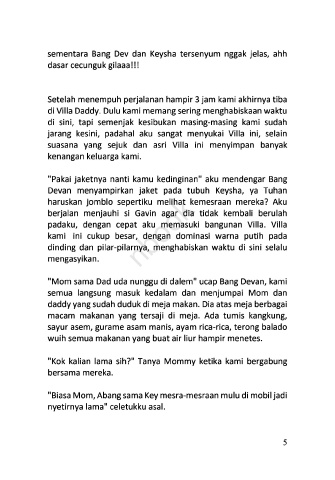 sementara Bang Dev dan Keysha tersenyum nggak jelas, ahh
dasar cecunguk gilaaa!!!
Setelah menempuh perjalanan hampir 3 jam kami akhirnya tiba
di Villa Daddy. Dulu kami memang sering menghabiskaan waktu
di sini, tapi semenjak kesibukan masing-masing kami sudah
jarang kesini, padahal aku sangat menyukai Villa ini, selain
suasana yang sejuk dan asri Villa ini menyimpan banyak
kenangan keluarga kami.
"Pakai jaketnya nanti kamu kedinginan" aku mendengar Bang
Devan menyampirkan jaket pada tubuh Keysha, ya Tuhan
haruskan jomblo sepertiku melihat kemesraan mereka? Aku
berjalan menjauhi si Gavin agar dia tidak kembali berulah
padaku, dengan cepat aku memasuki bangunan Villa. Villa
kami ini cukup besar, dengan dominasi warna putih pada
dinding dan pilar-pilarnya, menghabiskan waktu di sini selalu
mengasyikan.
"Mom sama Dad uda nunggu di dalem" ucap Bang Devan, kami
semua langsung masuk kedalam dan menjumpai Mom dan
daddy yang sudah duduk di meja makan. Dia atas meja berbagai
macam makanan yang tersaji di meja. Ada tumis kangkung,
sayur asem, gurame asam manis, ayam rica-rica, terong balado
wuih semua makanan yang buat air liur hampir menetes.
"Kok kalian lama sih?" Tanya Mommy ketika kami bergabung
bersama mereka.
"Biasa Mom, Abang sama Key mesra-mesraan mulu di mobil jadi
nyetirnya lama" celetukku asal.
5